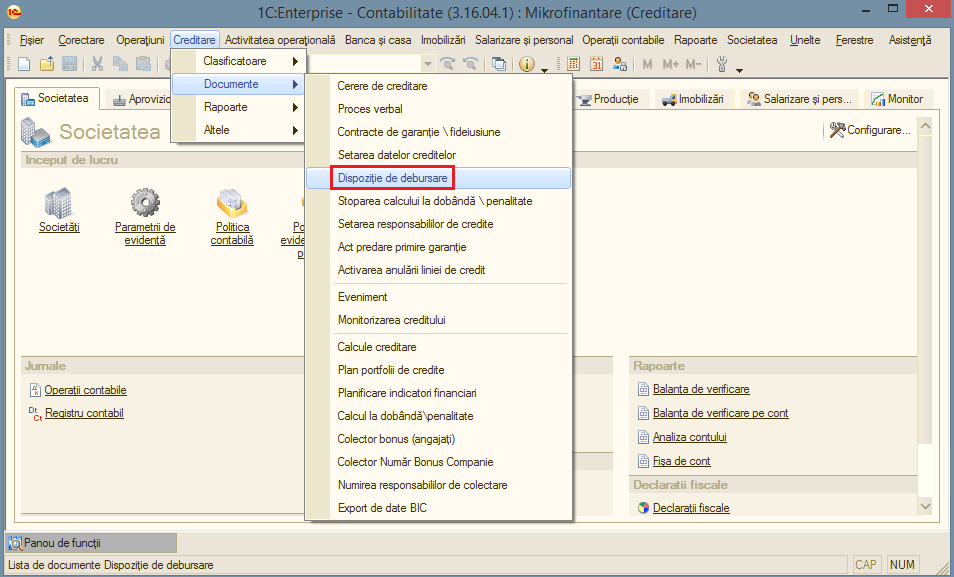 1C:Enterprise - Contabilitate (3.16.04.1) : Mikrofinantare (Creditare)
Fișier Corectare Operațiuni Creditare Activitatea operațională Banca și casa Imobilizări Salarizare și personal Operații contabile Rapoarte Societatea Unelte Ferestre Asistență
M M+ M-
Clasificatoare
Documente
Rapoarte
Altele
Cerere de creditare
Proces verbal
Contracte de garanție \ fideiusiune
Setarea datelor creditelor
Dispoziție de debursare
Stoparea calcului la dobândă \ penalitate
Setarea responsabililor de credite
Act predare primire garanție
Activarea anulării liniei de credit
Eveniment
Monitorizarea creditului
Calcule creditare
Plan portfolii de credite
Planificare indicatori financiari
Calcul la dobândă\penalitate
Colector bonus (angajați)
Colector Număr Bonus Companie
Numirea responsabililor de colectare
Export de date BIC
Societatea Aprovizio Producție Imobilizări Salarizare și pers... Monitor
Societatea
Configurare...
Inceput de lucru
Societăți
Parametrii de
evidență
Politica
contabilă
Po
evide
p
Jurnale
Operații contabile
Registru contabil
Rapoarte
Balanța de verificare
Balanța de verificare pe cont
Analiza contului
Fișa de cont
Declaratii fiscale
Declarații fiscale
Panou de funcții
Lista de documente Dispoziție de debursare
CAP NUM